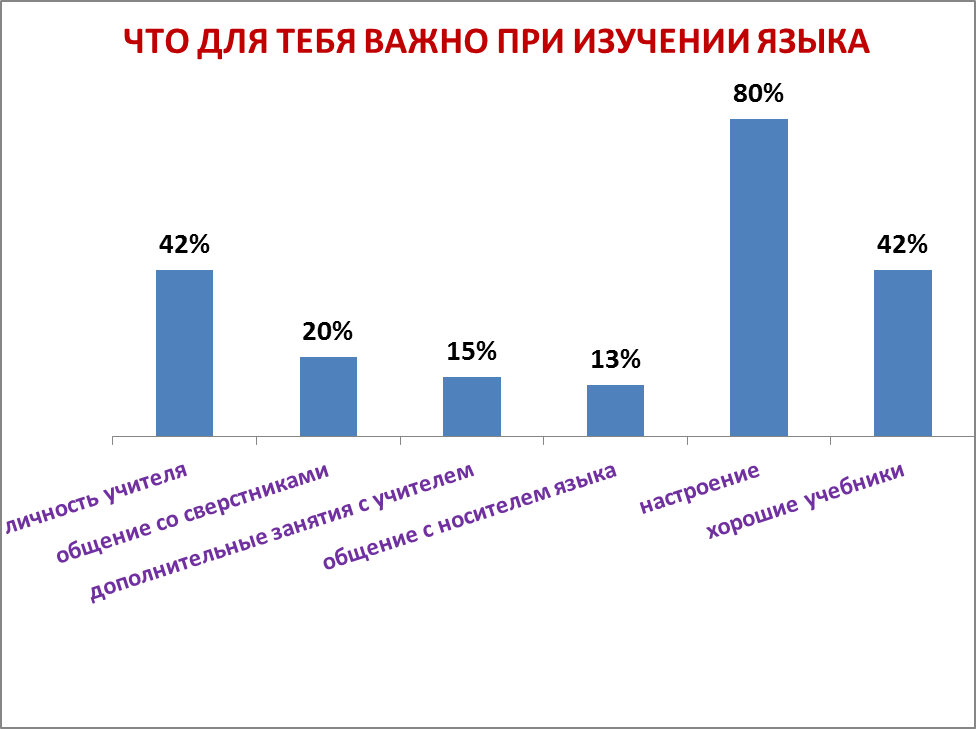 ЧТО ДЛЯ ТЕБЯ ВАЖНО ПРИ ИЗУЧЕНИИ ЯЗЫКА
42%
20%
15%
13%
80%
42%
личность учителя
общение со сверстниками
дополнительные занятия с учителем
общение с носителем языка
настроение
хорошие учебники